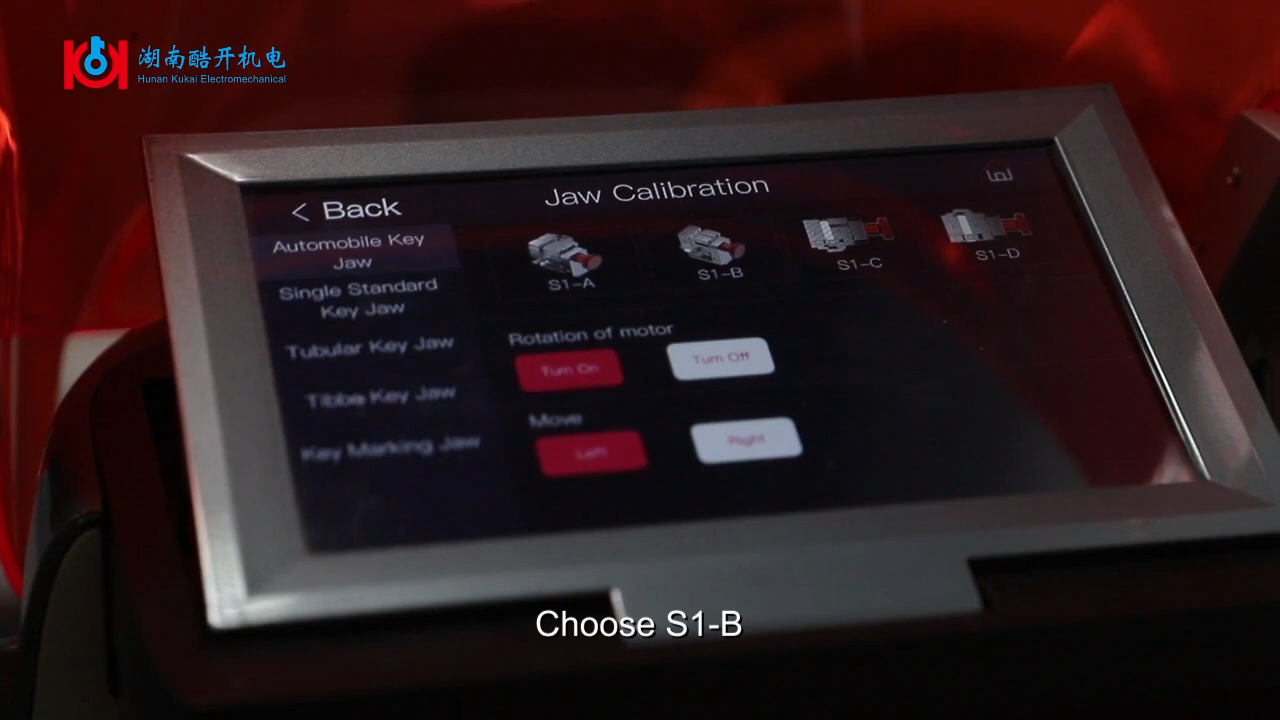 湖南酷开机电
Hunan Kukai Electromechanical
< Back
Jaw Calibration
Automobile Key
Jaw
Single Standard
Key Jaw
Tubular Key Jaw
Tibbe Key Jaw
Key Marking Jaw
S1-A
S1-B
S1-C
S1-D
Rotation of motor
Turn On
Turn Off
Move
Left
Right
Choose S1-B